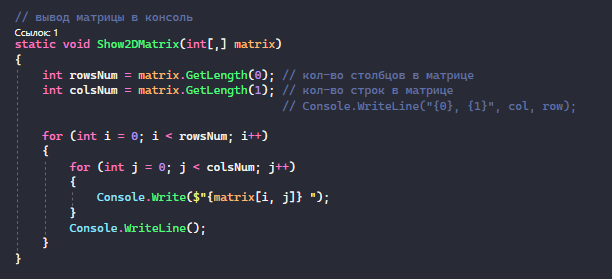 // вывод матрицы в консоль
Ссылок: 1
static void Show2DMatrix(int[,] matrix)
{
    int rowsNum = matrix.GetLength(0); // кол-во столбцов в матрице
    int colsNum = matrix.GetLength(1); // кол-во строк в матрице
                                       // Console.WriteLine("{0}, {1}", col, row);
    for (int i = 0; i < rowsNum; i++)
    {
        for (int j = 0; j < colsNum; j++)
        {
            Console.Write($"{matrix[i, j]} ");
        }
        Console.WriteLine();
    }
}